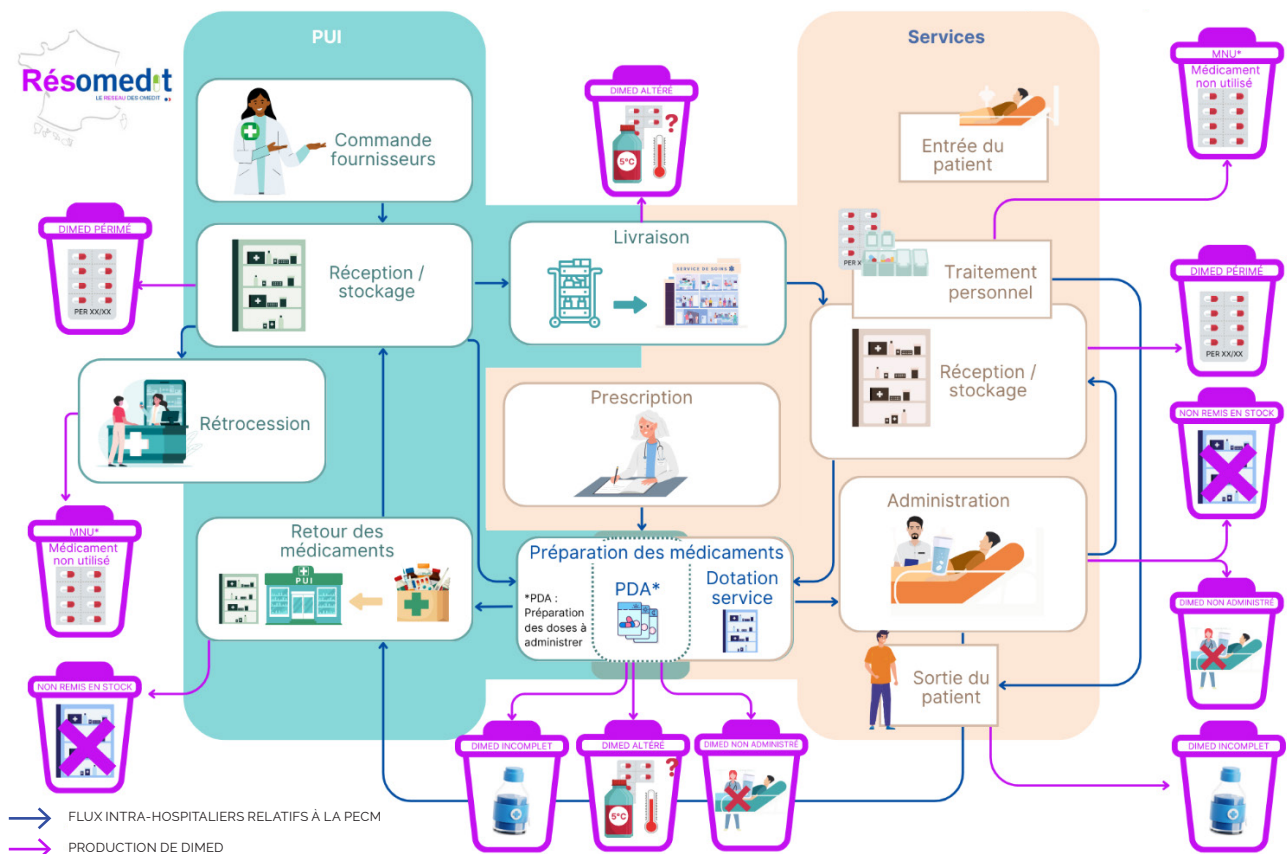 PUI
Services
Résomedit
LE RESEAU DES OMEDIT
Commande
fournisseurs
DIMED ALTÉRÉ
?
5°C
Entrée du
patient
MNU*
Médicament
non utilisé
DIMED PÉRIMÉ
PER XX/XX
Réception /
stockage
Livraison
SERVICE DE SOINS
Traitement
personnel
DIMED PÉRIMÉ
PER XX/XX
Réception /
stockage
Rétrocession
Prescription
NON REMIS EN STOCK
MNU*
Médicament
non utilisé
Retour des
médicaments
PUI
Préparation des médicaments
*PDA :
Préparation
des doses à
administrer
PDA*
Dotation
service
Administration
DIMED NON ADMINISTRÉ
NON REMIS EN STOCK
Sortie du
patient
DIMED INCOMPLET
DIMED ALTÉRÉ
?
5°C
DIMED NON ADMINISTRÉ
DIMED INCOMPLET
FLUX INTRA-HOSPITALIERS RELATIFS À LA PECM
PRODUCTION DE DIMED